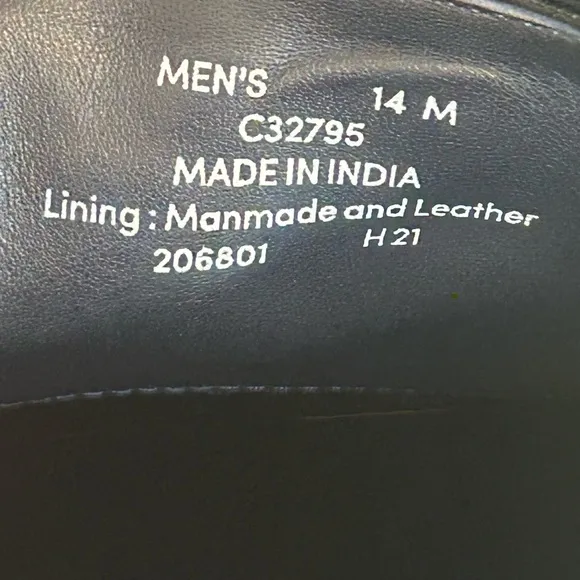 MEN'S 14 M
C32795
MADE IN INDIA
Lining : Manmade and Leather
206801 H 21